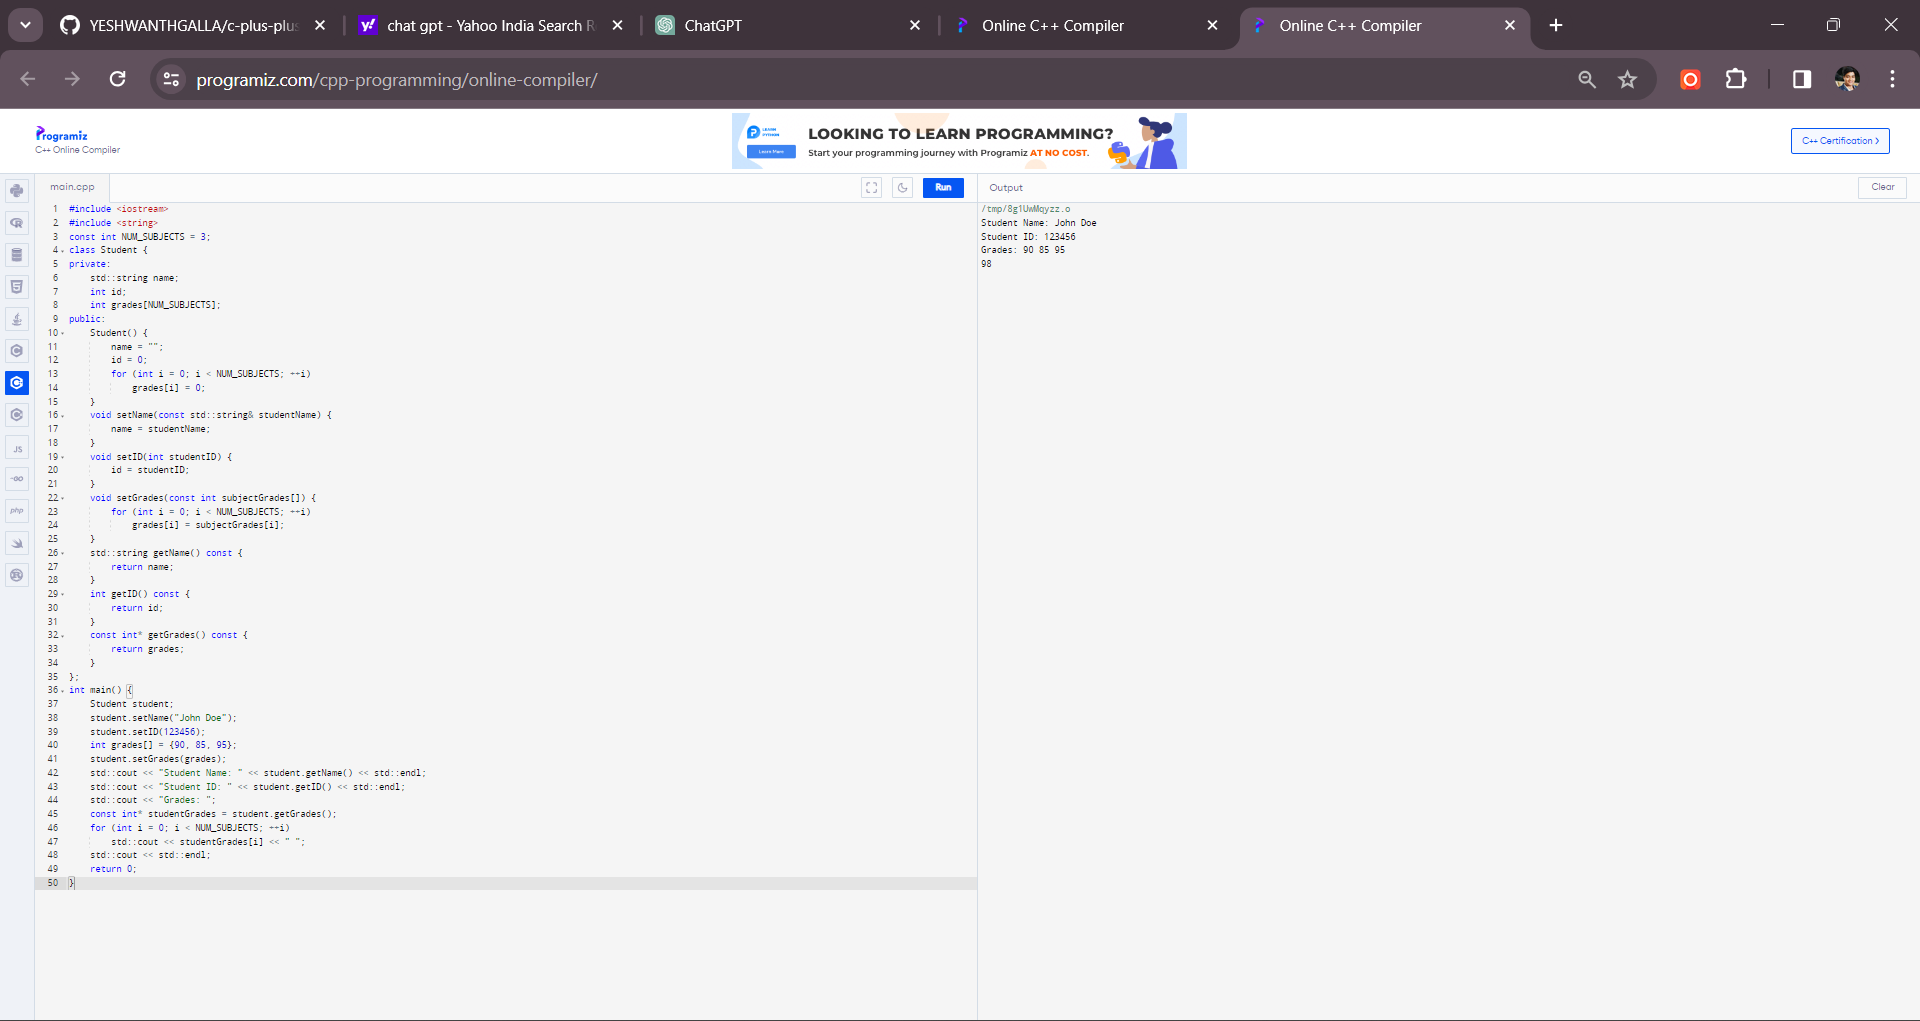 YESHWANTHGALLA/c-plus-plus
chat gpt - Yahoo India Search R
ChatGPT
Online C++ Compiler
Online C++ Compiler
programiz.com/cpp-programming/online-compiler/
Programiz
C++ Online Compiler
LEARN PYTHON
Learn More
LOOKING TO LEARN PROGRAMMING?
Start your programming journey with Programiz AT NO COST.
C++ Certification >
main.cpp
Run
Output
Clear
JS
GO
php
1 #include <iostream>
2 #include <string>
3 const int NUM_SUBJECTS = 3;
4 class Student {
5 private:
6 std::string name;
7 int id;
8 int grades[NUM_SUBJECTS];
9 public:
10 Student() {
11 name = "";
12 id = 0;
13 for (int i = 0; i < NUM_SUBJECTS; ++i)
14 grades[i] = 0;
15 }
16 void setName(const std::string& studentName) {
17 name = studentName;
18 }
19 void setID(int studentID) {
20 id = studentID;
21 }
22 void setGrades(const int subjectGrades[]) {
23 for (int i = 0; i < NUM_SUBJECTS; ++i)
24 grades[i] = subjectGrades[i];
25 }
26 std::string getName() const {
27 return name;
28 }
29 int getID() const {
30 return id;
31 }
32 const int* getGrades() const {
33 return grades;
34 }
35 };
36 int main() {
37 Student student;
38 student.setName("John Doe");
39 student.setID(123456);
40 int grades[] = {90, 85, 95};
41 student.setGrades(grades);
42 std::cout << "Student Name: " << student.getName() << std::endl;
43 std::cout << "Student ID: " << student.getID() << std::endl;
44 std::cout << "Grades: ";
45 const int* studentGrades = student.getGrades();
46 for (int i = 0; i < NUM_SUBJECTS; ++i)
47 std::cout << studentGrades[i] << " ";
48 std::cout << std::endl;
49 return 0;
50 }
/tmp/8g1UwMqyzz.o
Student Name: John Doe
Student ID: 123456
Grades: 90 85 95
98